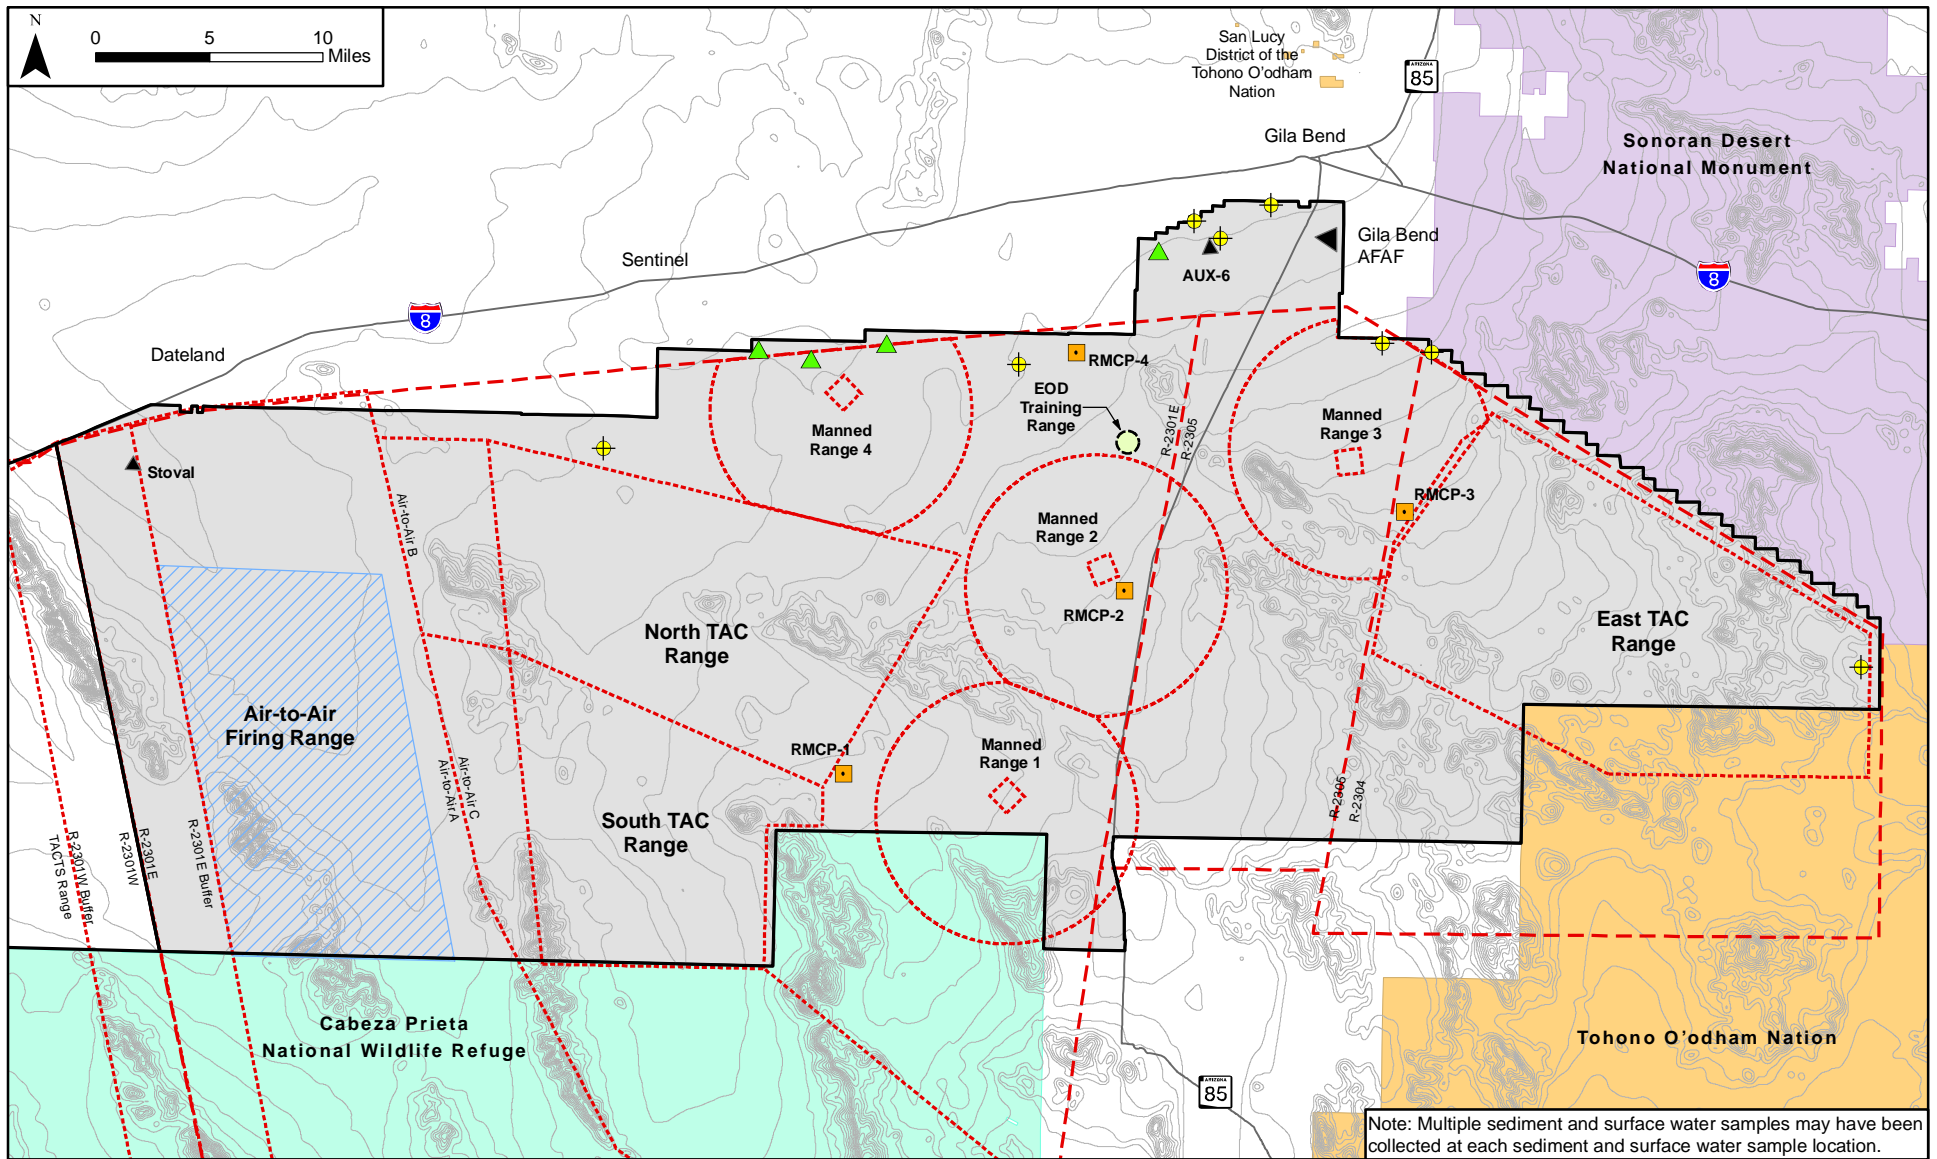 N
0 5 10
Miles
San Lucy
District of the
Tohono O'odham
Nation
ARIZONA
85
Gila Bend
Sonoran Desert
National Monument
Gila Bend
AFAF
AUX-6
Sentinel
8
8
Dateland
RMCP-4
EOD
Training
Range
R-2301E
R-2305
Manned
Range 3
Manned
Range 4
Stoval
RMCP-3
Air-to-Air B
Manned
Range 2
RMCP-2
North TAC
Range
East TAC
Range
Air-to-Air
Firing Range
RMCP-1
Manned
Range 1
Air-to-Air C
Air-to-Air A
R-2305
R-2304
South TAC
Range
R-2301W Buffer
TACTS Range
R-2301E
R-2301W
R-2301E Buffer
Cabeza Prieta
National Wildlife Refuge
Tohono O'odham Nation
ARIZONA
85
Note: Multiple sediment and surface water samples may have been
collected at each sediment and surface water sample location.